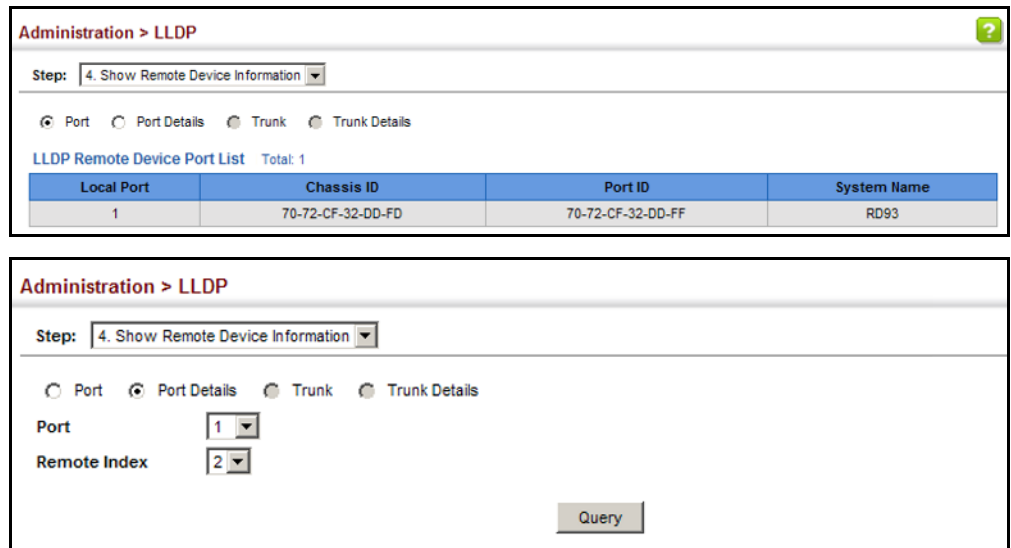 Administration > LLDP
?
Step: 4. Show Remote Device Information
Port Port Details Trunk Trunk Details
LLDP Remote Device Port List Total: 1
Local Port Chassis ID Port ID System Name
1 70-72-CF-32-DD-FD 70-72-CF-32-DD-FF RD93
Administration > LLDP
Step: 4. Show Remote Device Information
Port Port Details Trunk Trunk Details
Port 1
Remote Index 2
Query